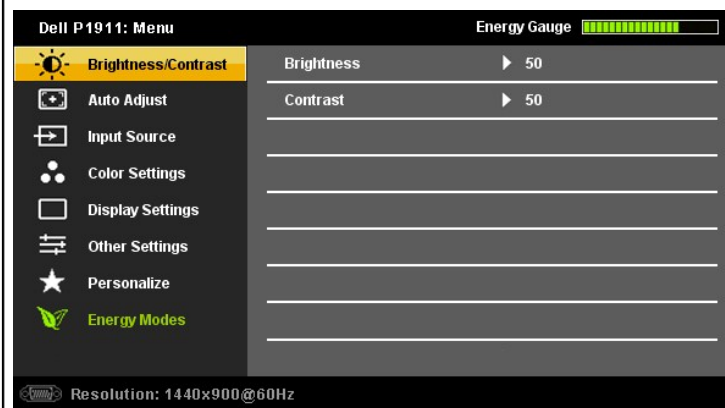 Dell P1911: Menu Energy Gauge
Brightness/Contrast Brightness 50
Auto Adjust Contrast 50
Input Source
Color Settings
Display Settings
Other Settings
Personalize
Energy Modes
Resolution: 1440x900@60Hz